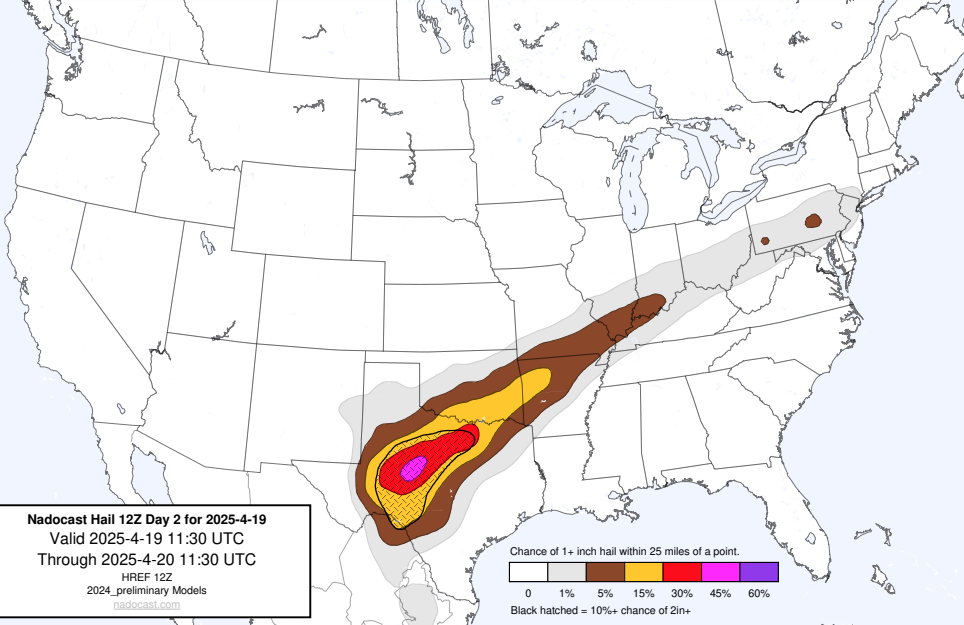 Nadocast Hail 12Z Day 2 for 2025-4-19
Valid 2025-4-19 11:30 UTC
Through 2025-4-20 11:30 UTC
HREF 12Z
2024_preliminary Models
nadocast.com
Chance of 1+ inch hail within 25 miles of a point.
0 1% 5% 15% 30% 45% 60%
Black hatched = 10%+ chance of 2in+